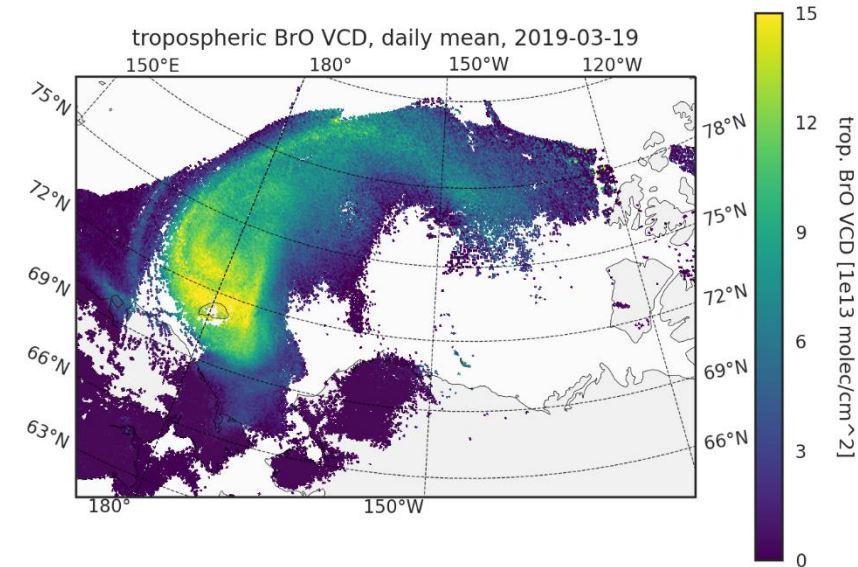 tropospheric BrO VCD, daily mean, 2019-03-19
150°E 180° 150°W 120°W
75°N
72°N
69°N
66°N
63°N
78°N
75°N
72°N
69°N
66°N
180° 150°W
15
12
9
6
3
0
trop. BrO VCD [1e13 molec/cm^2]